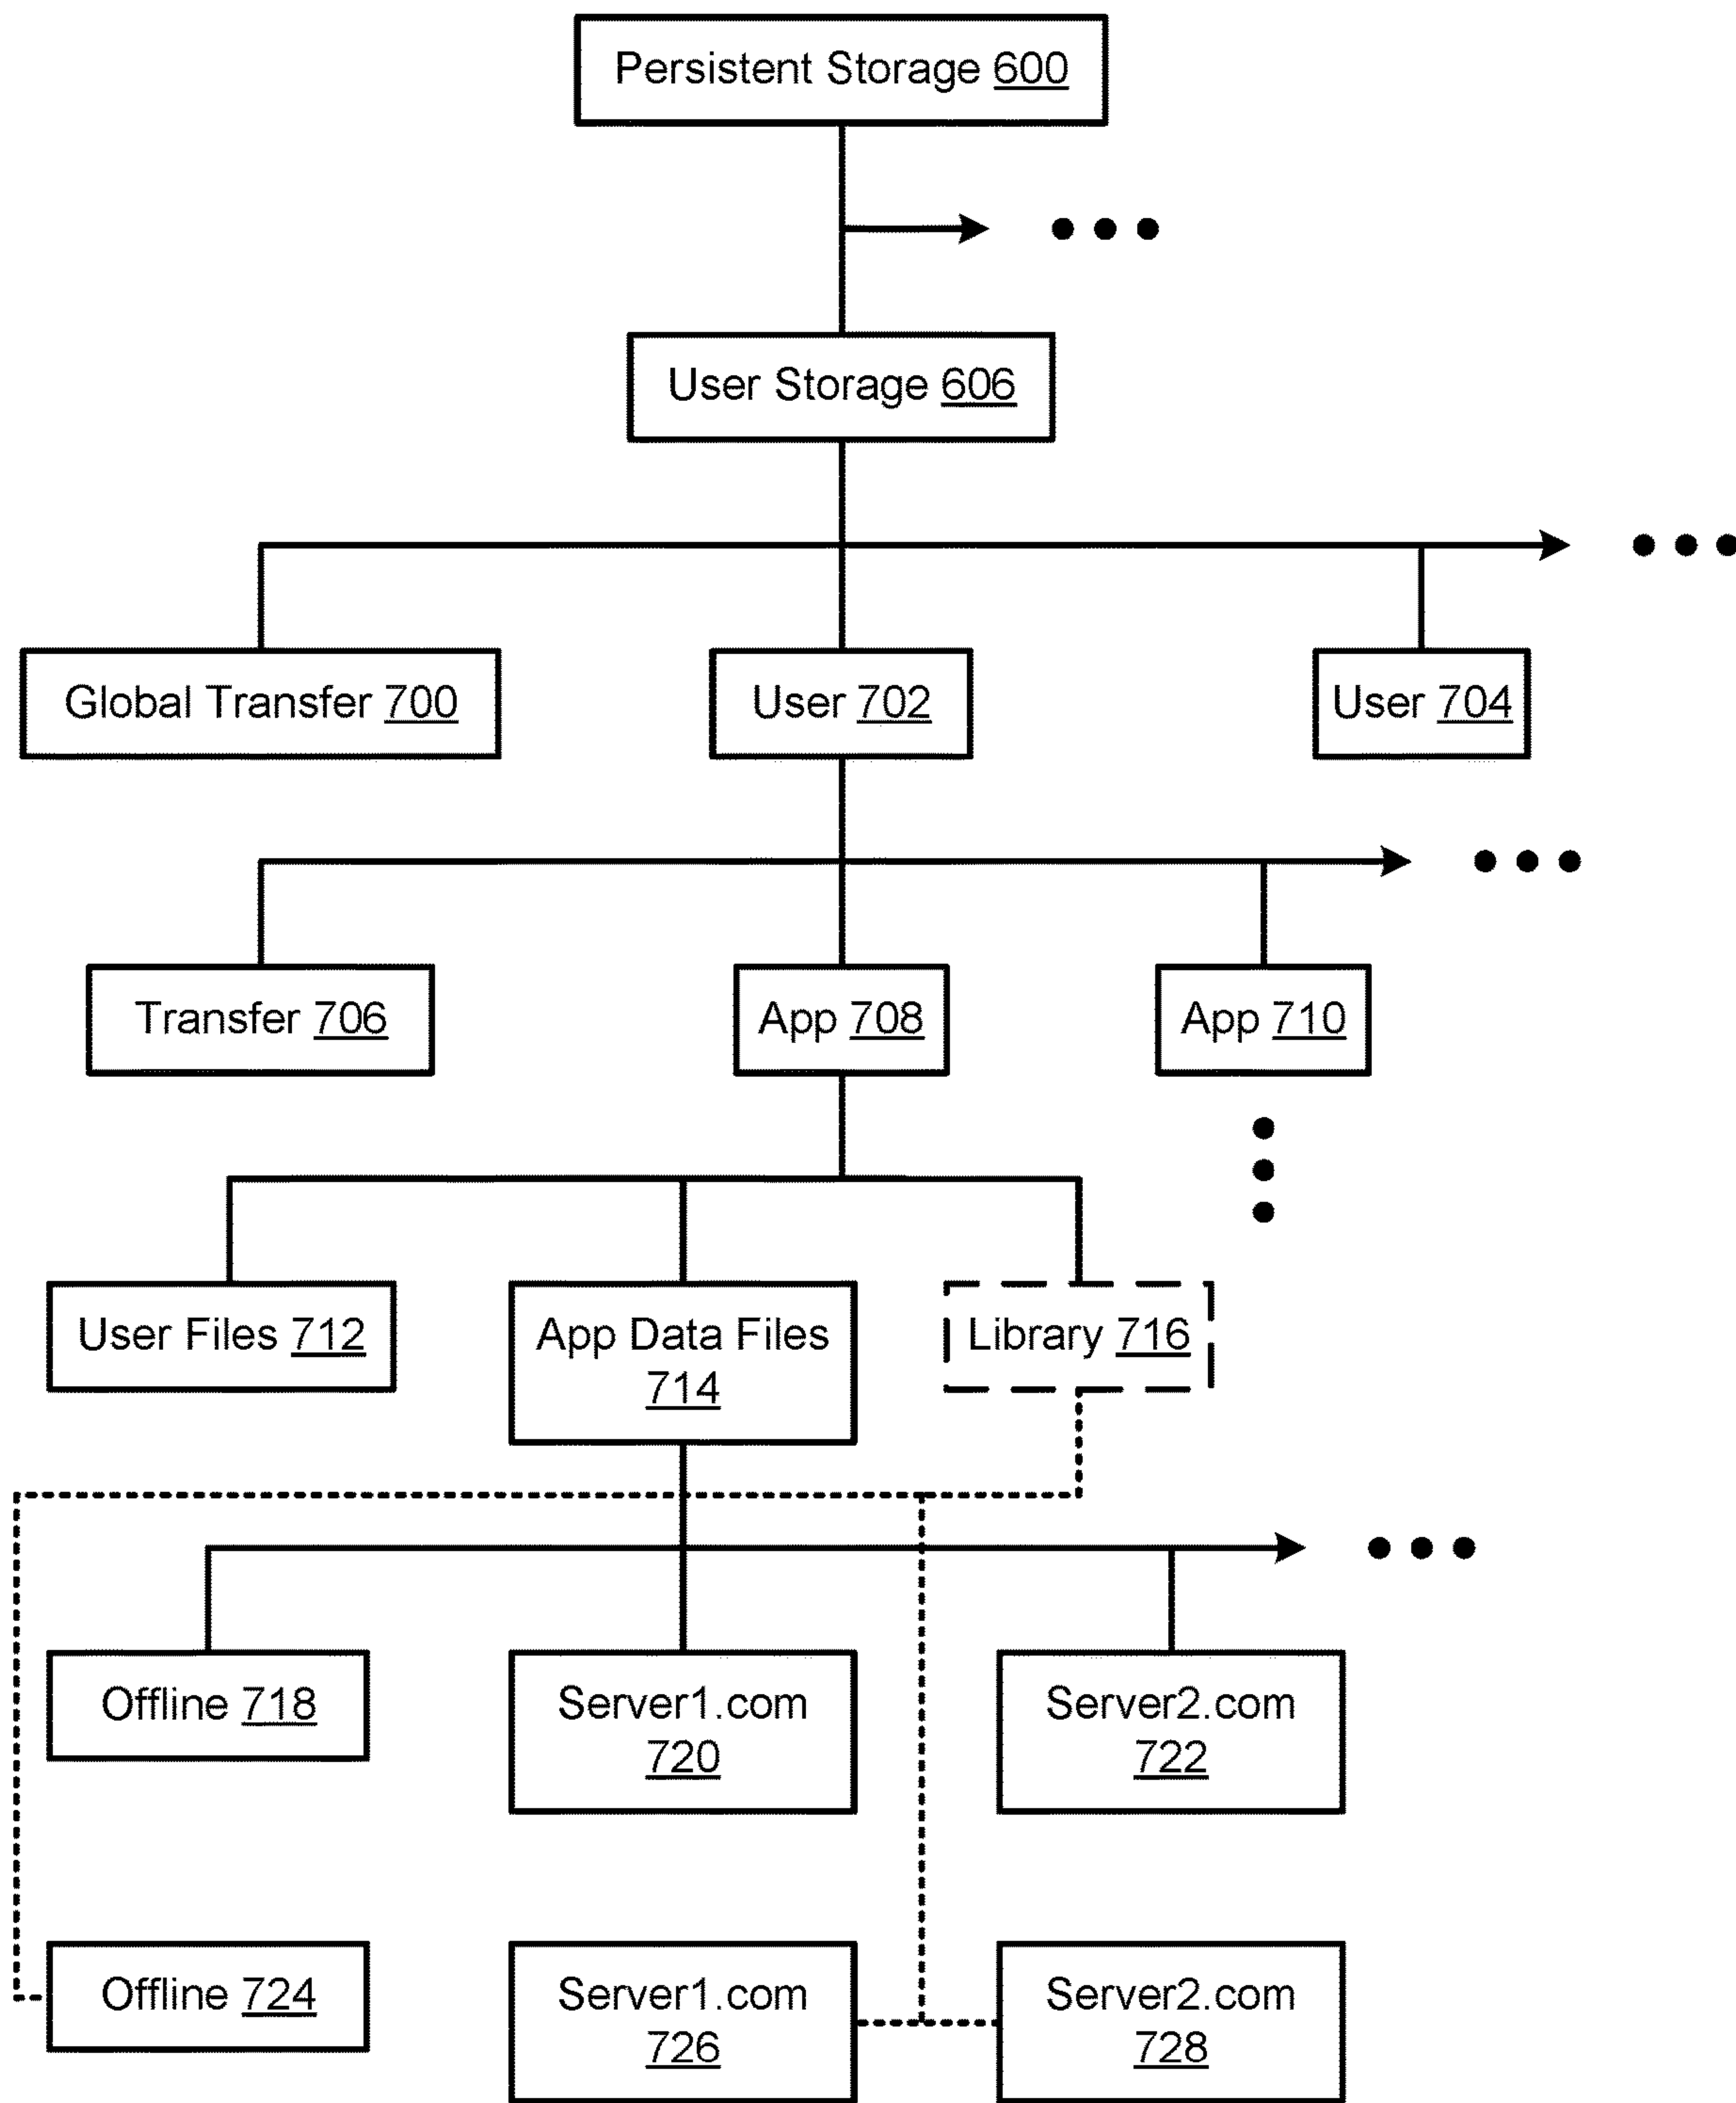 Persistent Storage 600
User Storage 606
Global Transfer 700
User 702
User 704
Transfer 706
App 708
App 710
User Files 712
App Data Files
714
Library 716
Offline 718
Server1.com
720
Server2.com
722
Offline 724
Server1.com
726
Server2.com
728